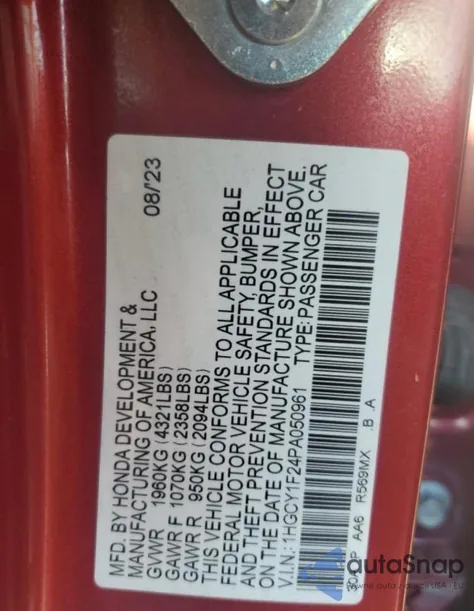 MFD. BY HONDA DEVELOPMENT &
MANUFACTURING OF AMERICA, LLC 08/'23
GVWR 1960KG (4321LBS)
GAWR F 1070KG (2358LBS)
GAWR R 950KG (2094LBS)
THIS VEHICLE CONFORMS TO ALL APPLICABLE
FEDERAL MOTOR VEHICLE SAFETY, BUMPER,
AND THEFT PREVENTION STANDARDS IN EFFECT
ON THE DATE OF MANUFACTURE SHOWN ABOVE.
V.I.N.: 1HGCY1F24PA050961 TYPE: PASSENGER CAR
AA6 R569MX .B .A
autoSnap